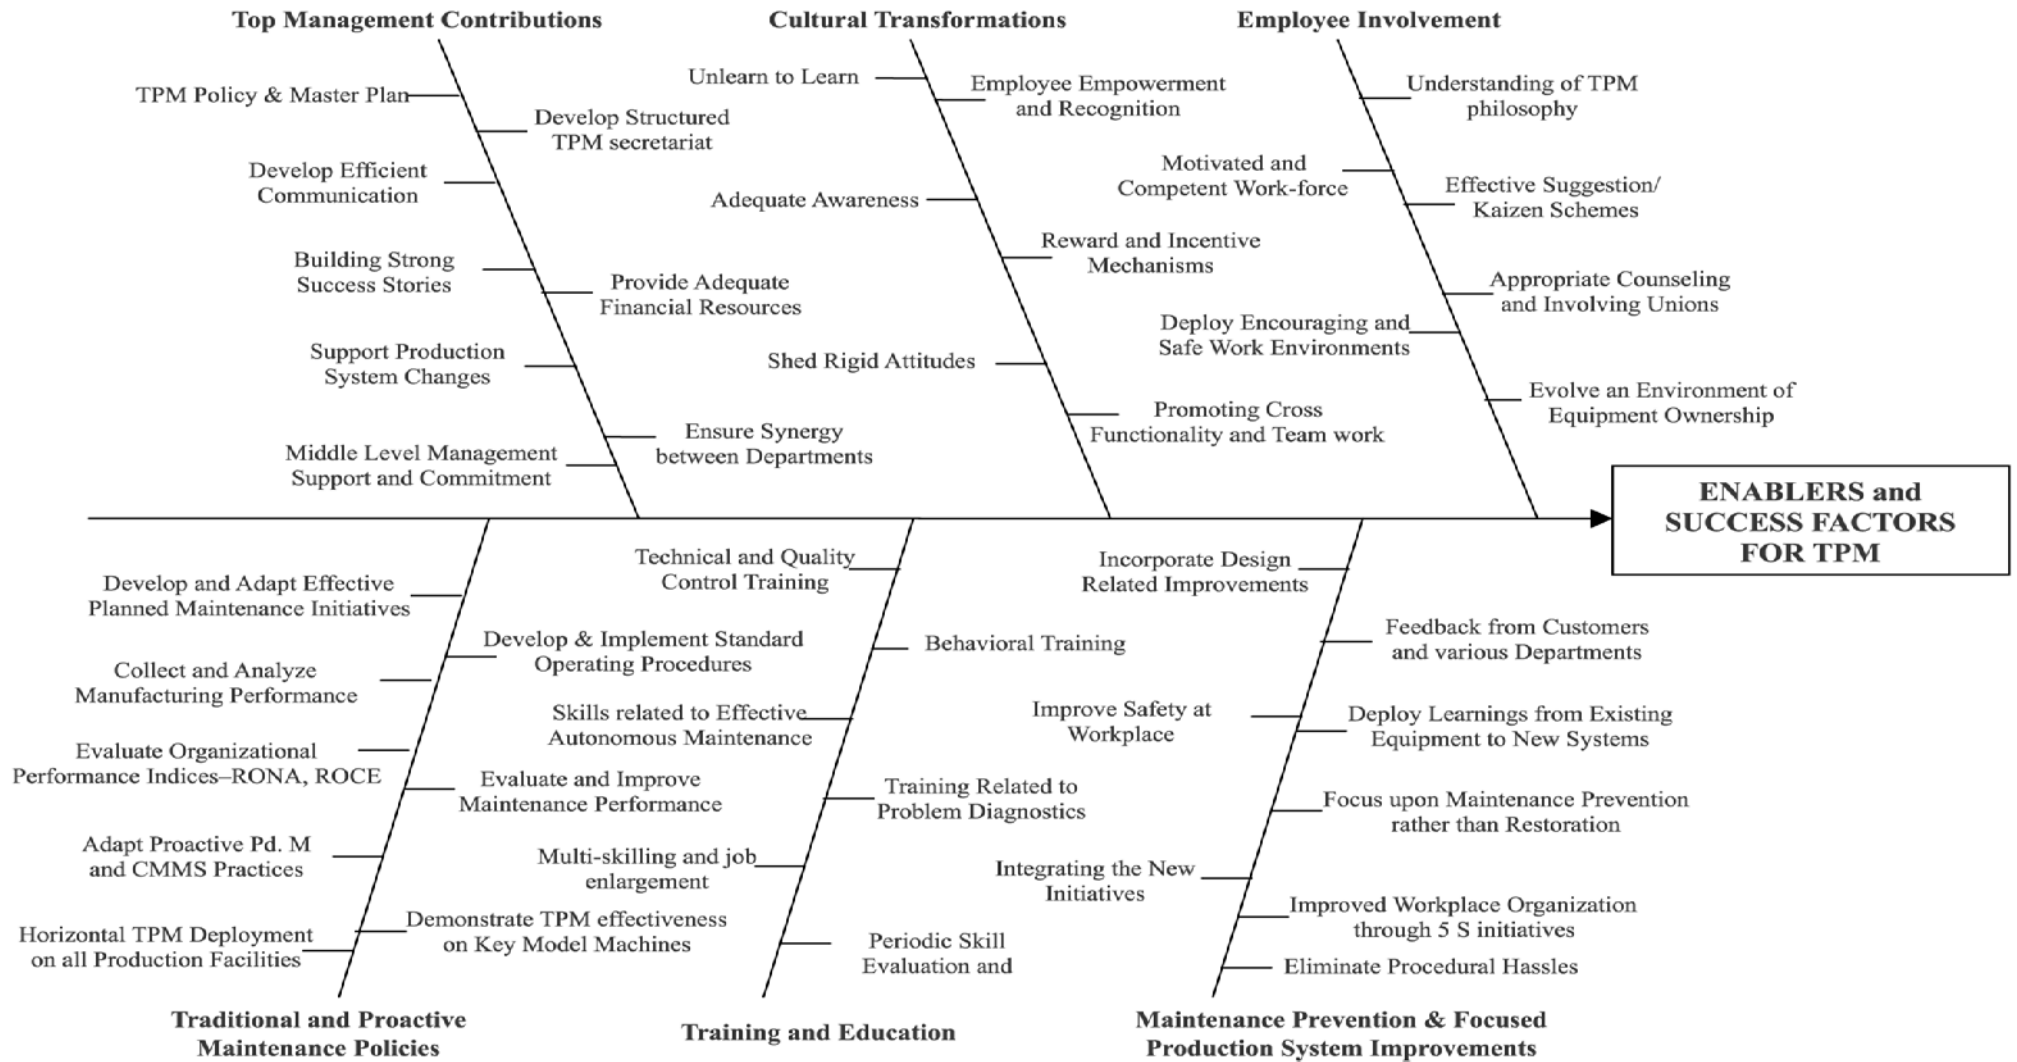 Top Management Contributions
TPM Policy & Master Plan
Develop Structured
TPM secretariat
Develop Efficient
Communication
Building Strong
Success Stories
Provide Adequate
Financial Resources
Support Production
System Changes
Ensure Synergy
between Departments
Middle Level Management
Support and Commitment
Cultural Transformations
Unlearn to Learn
Employee Empowerment
and Recognition
Adequate Awareness
Reward and Incentive
Mechanisms
Shed Rigid Attitudes
Promoting Cross
Functionality and Team work
Employee Involvement
Understanding of TPM
philosophy
Motivated and
Competent Work-force
Effective Suggestion/
Kaizen Schemes
Appropriate Counseling
and Involving Unions
Deploy Encouraging and
Safe Work Environments
Evolve an Environment of
Equipment Ownership
ENABLERS and
SUCCESS FACTORS
FOR TPM
Develop and Adapt Effective
Planned Maintenance Initiatives
Develop & Implement Standard
Operating Procedures
Collect and Analyze
Manufacturing Performance
Evaluate Organizational
Performance Indices–RONA, ROCE
Evaluate and Improve
Maintenance Performance
Adapt Proactive Pd. M
and CMMS Practices
Demonstrate TPM effectiveness
on Key Model Machines
Horizontal TPM Deployment
on all Production Facilities
Traditional and Proactive
Maintenance Policies
Technical and Quality
Control Training
Behavioral Training
Skills related to Effective
Autonomous Maintenance
Training Related to
Problem Diagnostics
Multi-skilling and job
enlargement
Periodic Skill
Evaluation and
Training and Education
Incorporate Design
Related Improvements
Feedback from Customers
and various Departments
Improve Safety at
Workplace
Deploy Learnings from Existing
Equipment to New Systems
Focus upon Maintenance Prevention
rather than Restoration
Integrating the New
Initiatives
Improved Workplace Organization
through 5 S initiatives
Eliminate Procedural Hassles
Maintenance Prevention & Focused
Production System Improvements